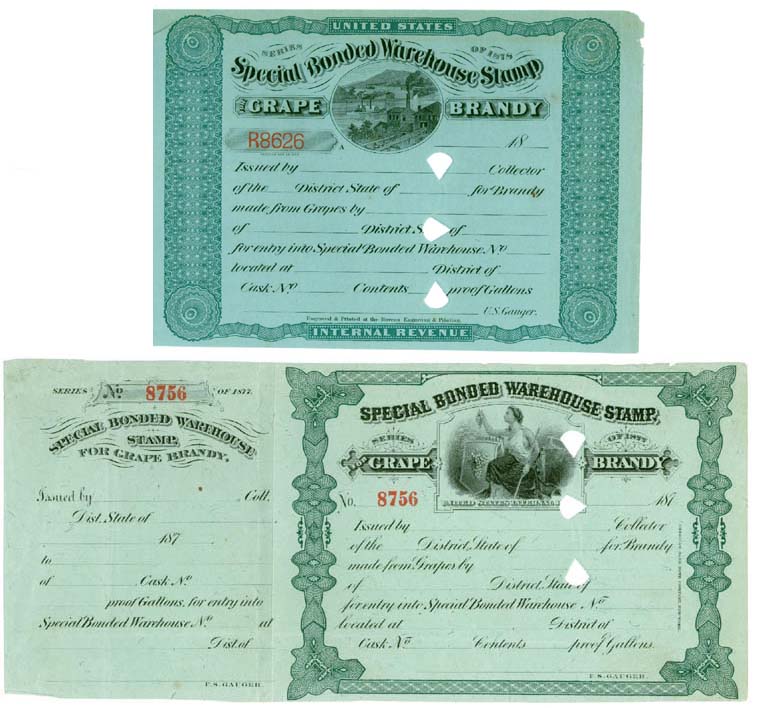 UNITED STATES
SERIES OF 1878
Special Bonded Warehouse Stamp
FOR GRAPE BRANDY
R8626 A 18
Issued by Collector
of the District State of for Brandy
made from Grapes by
of District S of
for entry into Special Bonded Warehouse No
located at District of
Cask No Contents proof Gallons
U.S. Gauger.
Engraved & Printed at the Bureau Engraving & Printing.
INTERNAL REVENUE
SERIES No 8756 OF 1877.
SPECIAL BONDED WAREHOUSE
STAMP,
FOR GRAPE BRANDY.
Issued by Coll.
Dist. State of
187
to
of Cask No
proof Gallons, for entry into
Special Bonded Warehouse No at
Dist. of
U.S. GAUGER.
SPECIAL BONDED WAREHOUSE STAMP,
SERIES OF 1877
FOR GRAPE BRANDY
UNITED STATES INTERNAL
No. 8756 187
Issued by Collector
of the District, State of for Brandy
made from Grapes by
of District, State of
for entry into Special Bonded Warehouse No
located at District of
Cask No Contents proof Gallons.
U.S. GAUGER.